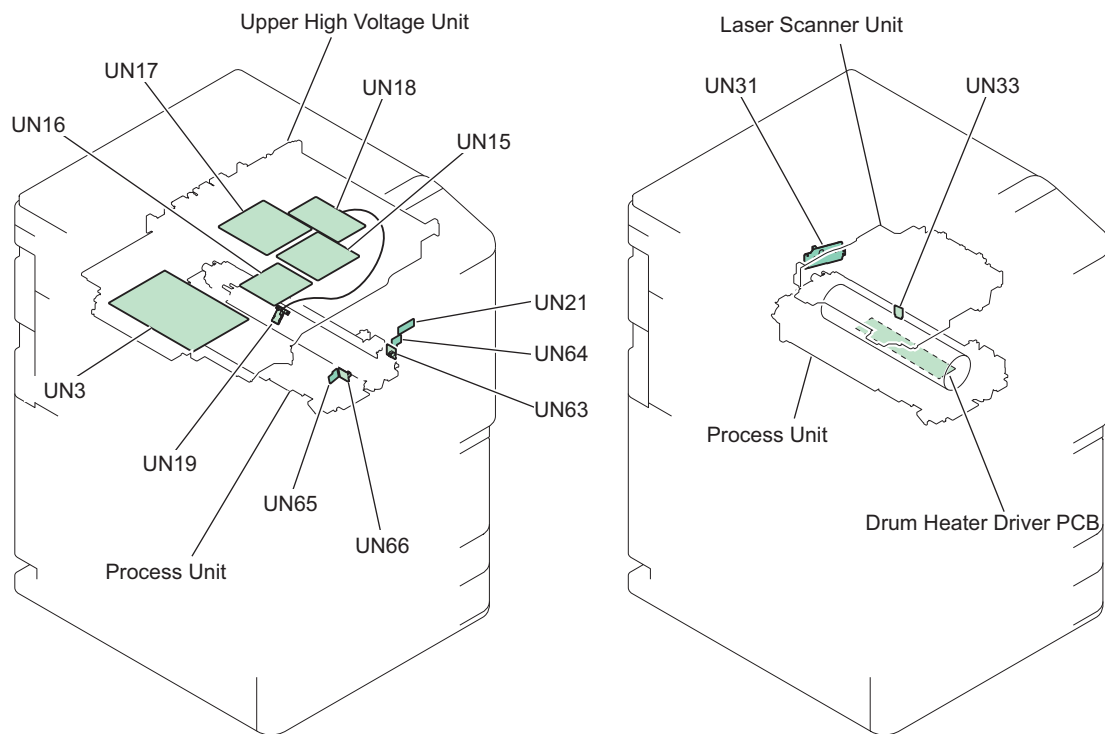 Upper High Voltage Unit
UN17
UN18
UN16
UN15
UN21
UN64
UN3
UN63
UN19
UN65
UN66
Process Unit
Laser Scanner Unit
UN31
UN33
Process Unit
Drum Heater Driver PCB